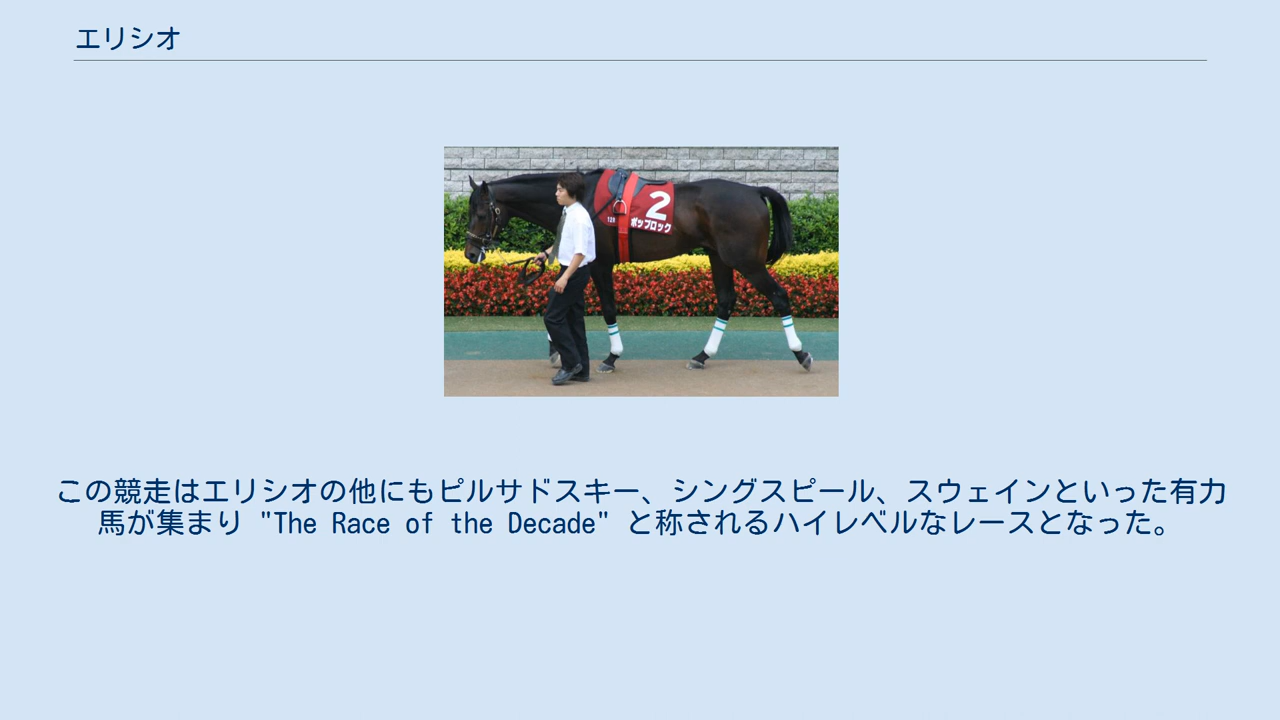 エリシオ
2
12R ポップロック
この競走はエリシオの他にもピルサドスキー、シングスピール、スウェインといった有力
馬が集まり "The Race of the Decade" と称されるハイレベルなレースとなった。